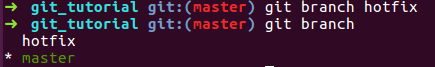 ➜ git_tutorial git:(master) git branch hotfix
➜ git_tutorial git:(master) git branch
  hotfix
* master